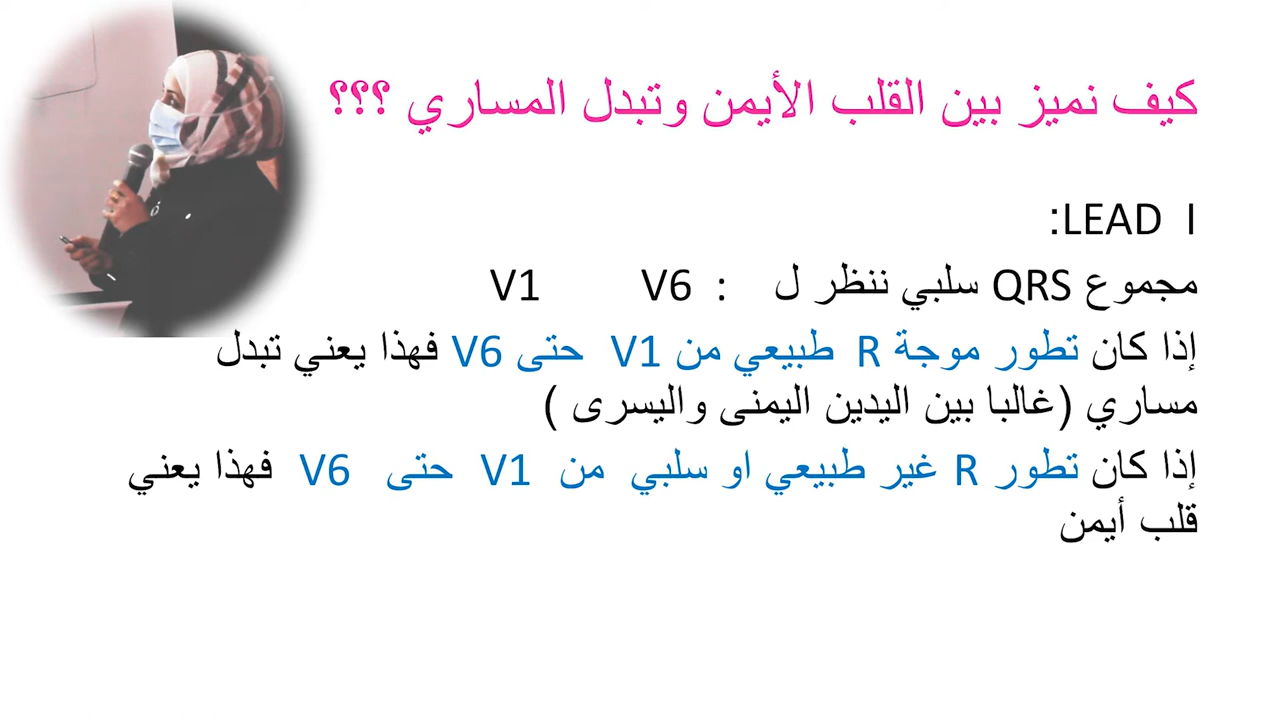 كيف نميز بين القلب الأيمن وتبدل المساري ؟؟؟
LEAD I:
مجموع QRS سلبي ننظر ل : V6 V1
إذا كان تطور موجة R طبيعي من V1 حتى V6 فهذا يعني تبدل
مساري (غالبا بين اليدين اليمنى واليسرى )
إذا كان تطور R غير طبيعي او سلبي من V1 حتى V6 فهذا يعني
قلب أيمن